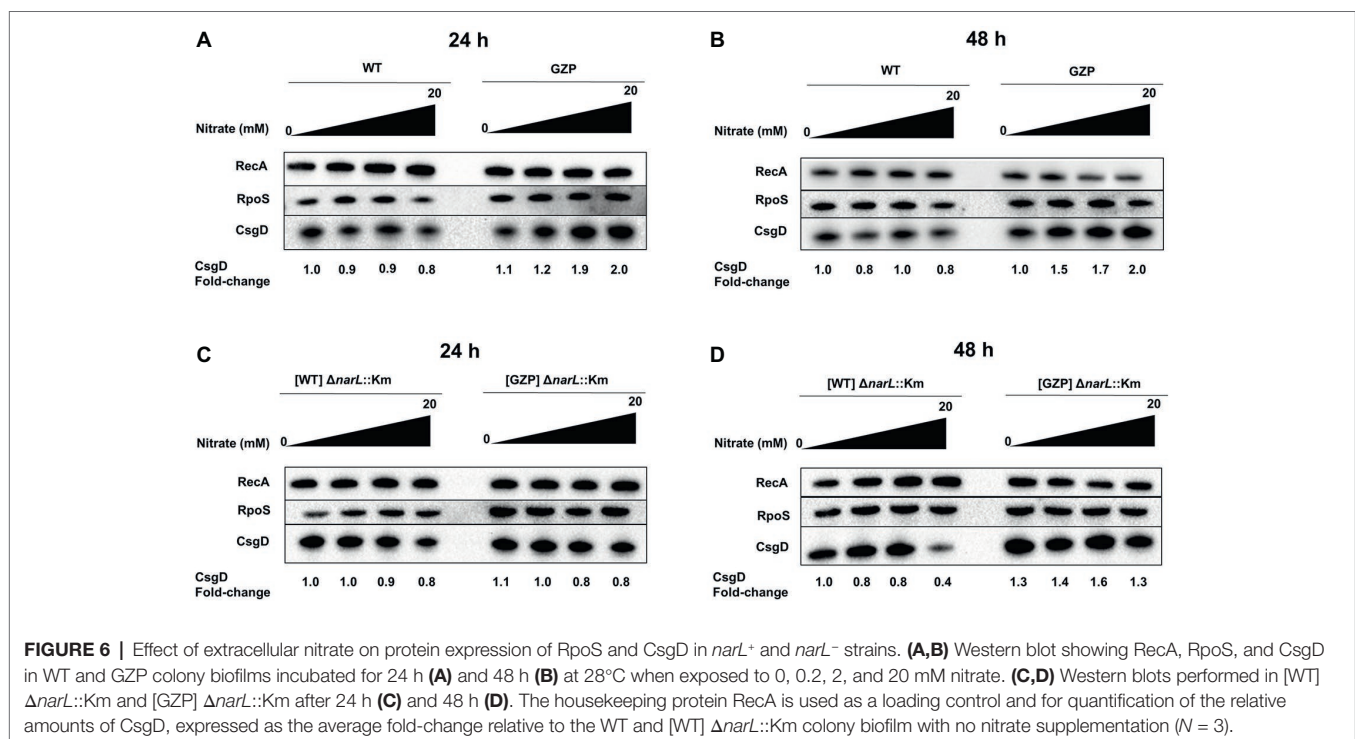 A
24 h
WT
GZP
20
20
Nitrate (mM)
0
0
RecA
RpoS
CsgD
CsgD
Fold-change
1.0 0.9 0.9 0.8 1.1 1.2 1.9 2.0
B
48 h
WT
GZP
20
20
Nitrate (mM)
0
0
RecA
RpoS
CsgD
CsgD
Fold-change
1.0 0.8 1.0 0.8 1.0 1.5 1.7 2.0
C
24 h
[WT] ΔnarL::Km
[GZP] ΔnarL::Km
20
20
Nitrate (mM)
0
0
RecA
RpoS
CsgD
CsgD
Fold-change
1.0 1.0 0.9 0.8 1.1 1.0 0.8 0.8
D
48 h
[WT] ΔnarL::Km
[GZP] ΔnarL::Km
20
20
Nitrate (mM)
0
0
RecA
RpoS
CsgD
CsgD
Fold-change
1.0 0.8 0.8 0.4 1.3 1.4 1.6 1.3
FIGURE 6 | Effect of extracellular nitrate on protein expression of RpoS and CsgD in narL⁺ and narL⁻ strains. (A,B) Western blot showing RecA, RpoS, and CsgD
in WT and GZP colony biofilms incubated for 24 h (A) and 48 h (B) at 28°C when exposed to 0, 0.2, 2, and 20 mM nitrate. (C,D) Western blots performed in [WT]
ΔnarL::Km and [GZP] ΔnarL::Km after 24 h (C) and 48 h (D). The housekeeping protein RecA is used as a loading control and for quantification of the relative
amounts of CsgD, expressed as the average fold-change relative to the WT and [WT] ΔnarL::Km colony biofilm with no nitrate supplementation (N = 3).